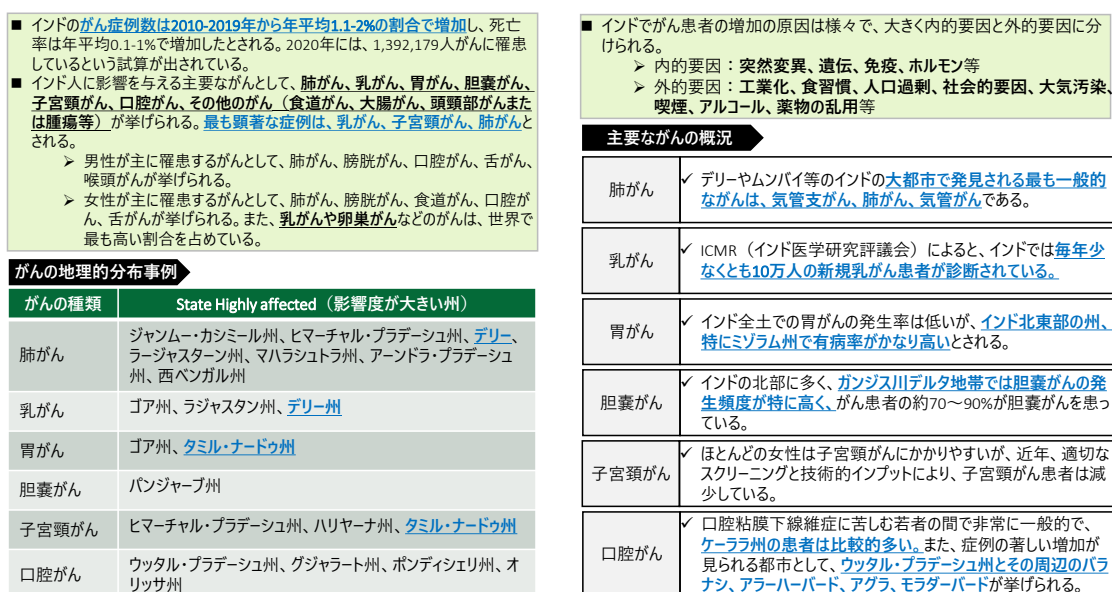 ■ インドのがん症例数は2010-2019年から年平均1.1-2%の割合で増加し、死亡
率は年平均0.1-1%で増加したとされる。2020年には、1,392,179人がんに罹患
しているという試算が出されている。
■ インド人に影響を与える主要ながんとして、肺がん、乳がん、胃がん、胆嚢がん、
子宮頸がん、口腔がん、その他のがん（食道がん、大腸がん、頭頸部がんまた
は腫瘍等）が挙げられる。最も顕著な症例は、乳がん、子宮頸がん、肺がんと
される。
➢ 男性が主に罹患するがんとして、肺がん、膀胱がん、口腔がん、舌がん、
喉頭がんが挙げられる。
➢ 女性が主に罹患するがんとして、肺がん、膀胱がん、食道がん、口腔が
ん、舌がんが挙げられる。また、乳がんや卵巣がんなどのがんは、世界で
最も高い割合を占めている。
がんの地理的分布事例
がんの種類 State Highly affected（影響度が大きい州）
肺がん
ジャンムー・カシミール州、ヒマーチャル・プラデーシュ州、デリー、
ラージャスターン州、マハラシュトラ州、アーンドラ・プラデーシュ
州、西ベンガル州
乳がん ゴア州、ラジャスタン州、デリー州
胃がん ゴア州、タミル・ナードゥ州
胆嚢がん パンジャーブ州
子宮頸がん ヒマーチャル・プラデーシュ州、ハリヤーナ州、タミル・ナードゥ州
口腔がん
ウッタル・プラデーシュ州、グジャラート州、ポンディシェリ州、オ
リッサ州
■ インドでがん患者の増加の原因は様々で、大きく内的要因と外的要因に分
けられる。
➢ 内的要因：突然変異、遺伝、免疫、ホルモン等
➢ 外的要因：工業化、食習慣、人口過剰、社会的要因、大気汚染、
喫煙、アルコール、薬物の乱用等
主要ながんの概況
肺がん
✓ デリーやムンバイ等のインドの大都市で発見される最も一般的
ながんは、気管支がん、肺がん、気管がんである。
乳がん
✓ ICMR（インド医学研究評議会）によると、インドでは毎年少
なくとも10万人の新規乳がん患者が診断されている。
胃がん
✓ インド全土での胃がんの発生率は低いが、インド北東部の州、
特にミゾラム州で有病率がかなり高いとされる。
胆嚢がん
✓ インドの北部に多く、ガンジス川デルタ地帯では胆嚢がんの発
生頻度が特に高く、がん患者の約70～90%が胆嚢がんを患っ
ている。
子宮頚がん
✓ ほとんどの女性は子宮頸がんにかかりやすいが、近年、適切な
スクリーニングと技術的インプットにより、子宮頸がん患者は減
少している。
口腔がん
✓ 口腔粘膜下線維症に苦しむ若者の間で非常に一般的で、
ケーララ州の患者は比較的多い。また、症例の著しい増加が
見られる都市として、ウッタル・プラデーシュ州とその周辺のバラ
ナシ、アラーハーバード、アグラ、モラダーバードが挙げられる。